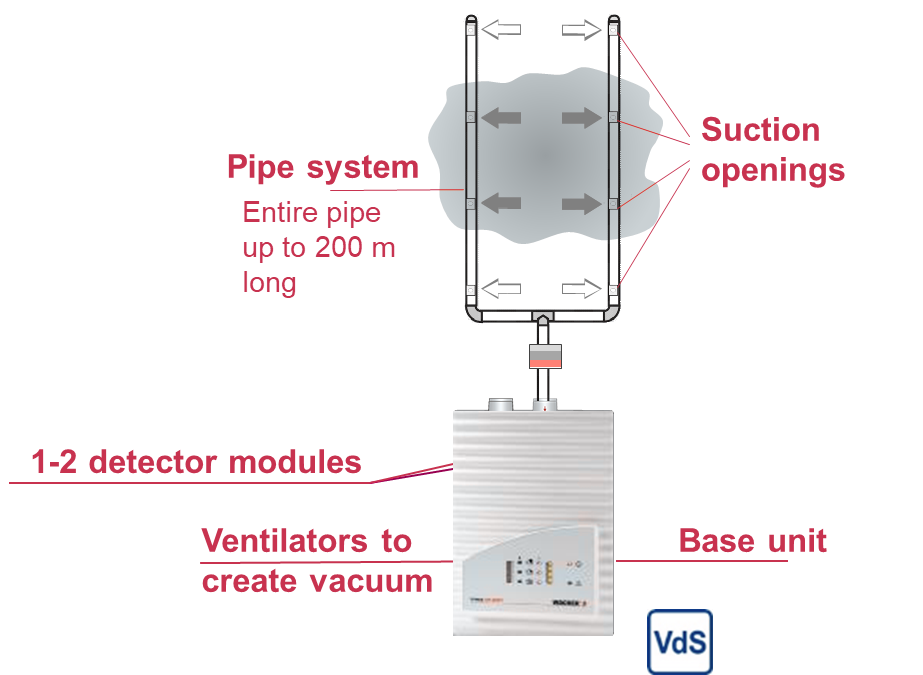 Suction
openings
Pipe system
Entire pipe
up to 200 m
long
1-2 detector modules
Ventilators to
create vacuum
Base unit
WAGNER
VdS